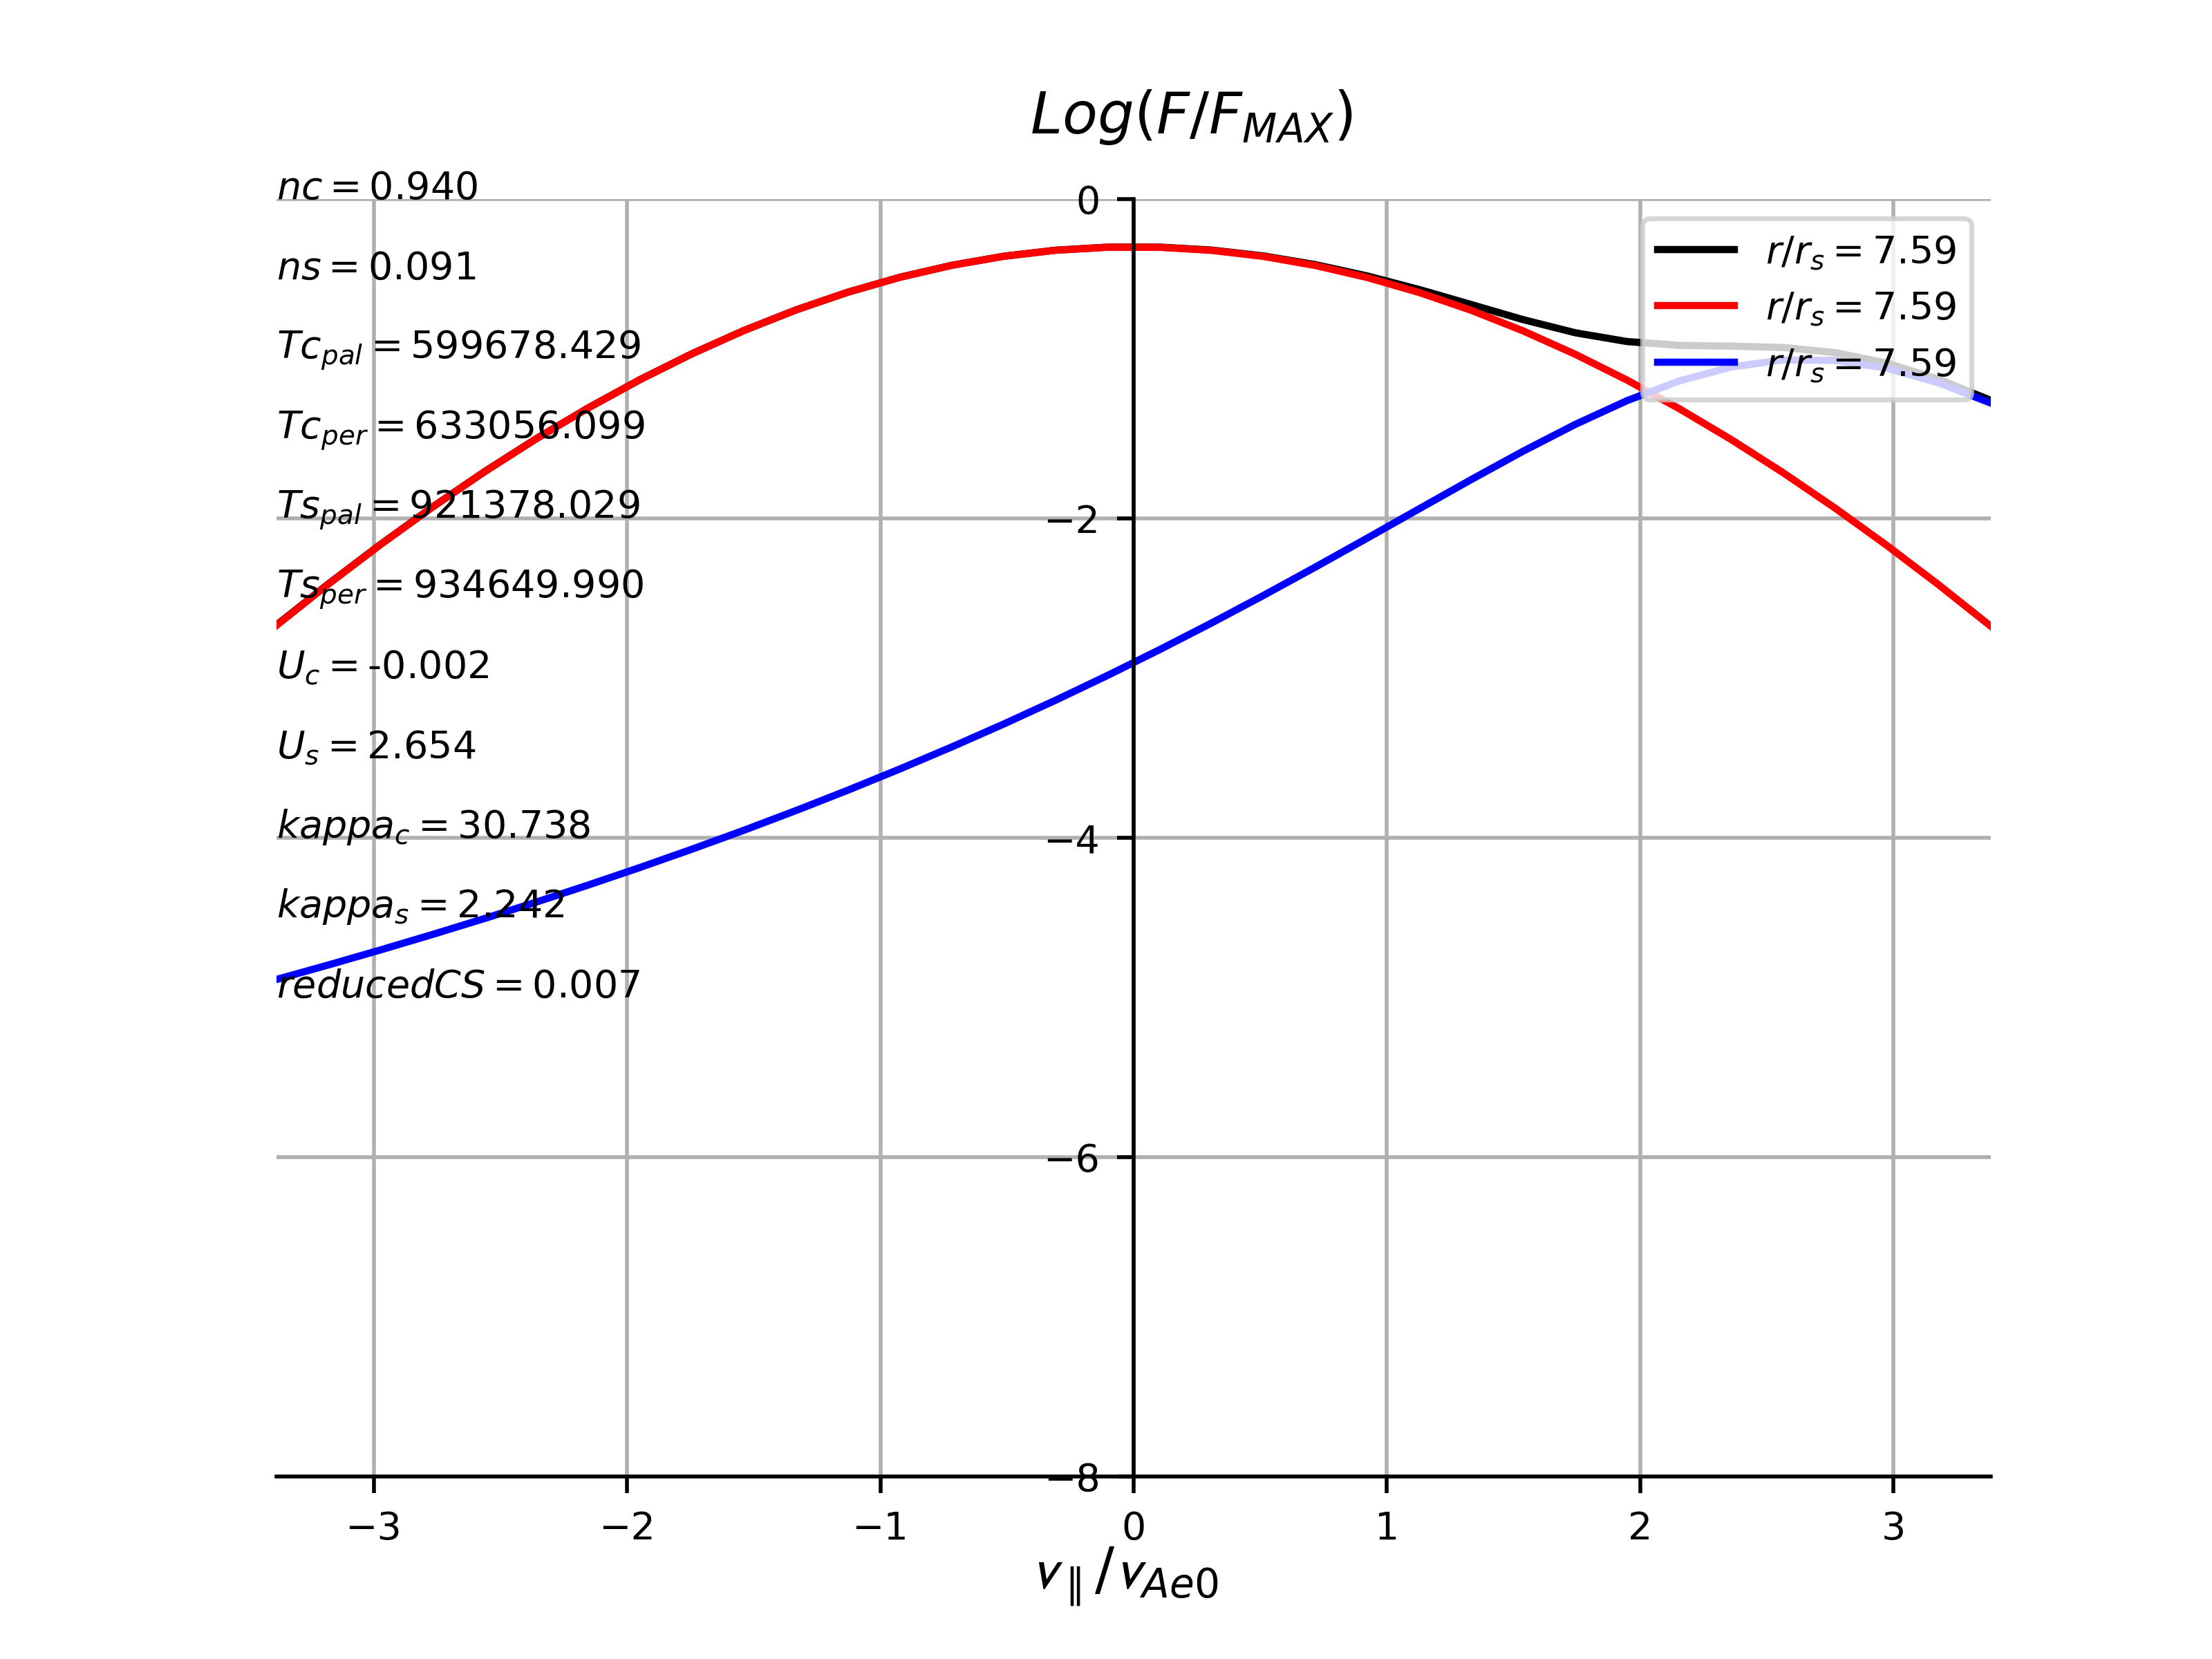 Log(F/F_MAX)
nc = 0.940
ns = 0.091
Tc_pal = 599678.429
Tc_per = 633056.099
Ts_pal = 921378.029
Ts_per = 934649.990
U_c = -0.002
U_s = 2.654
kappa_c = 30.738
kappa_s = 2.242
reducedCS = 0.007
0
−2
−4
−6
−8
r/r_s = 7.59
r/r_s = 7.59
r/r_s = 7.59
−3 −2 −1 0 1 2 3
v_∥/v_Ae0